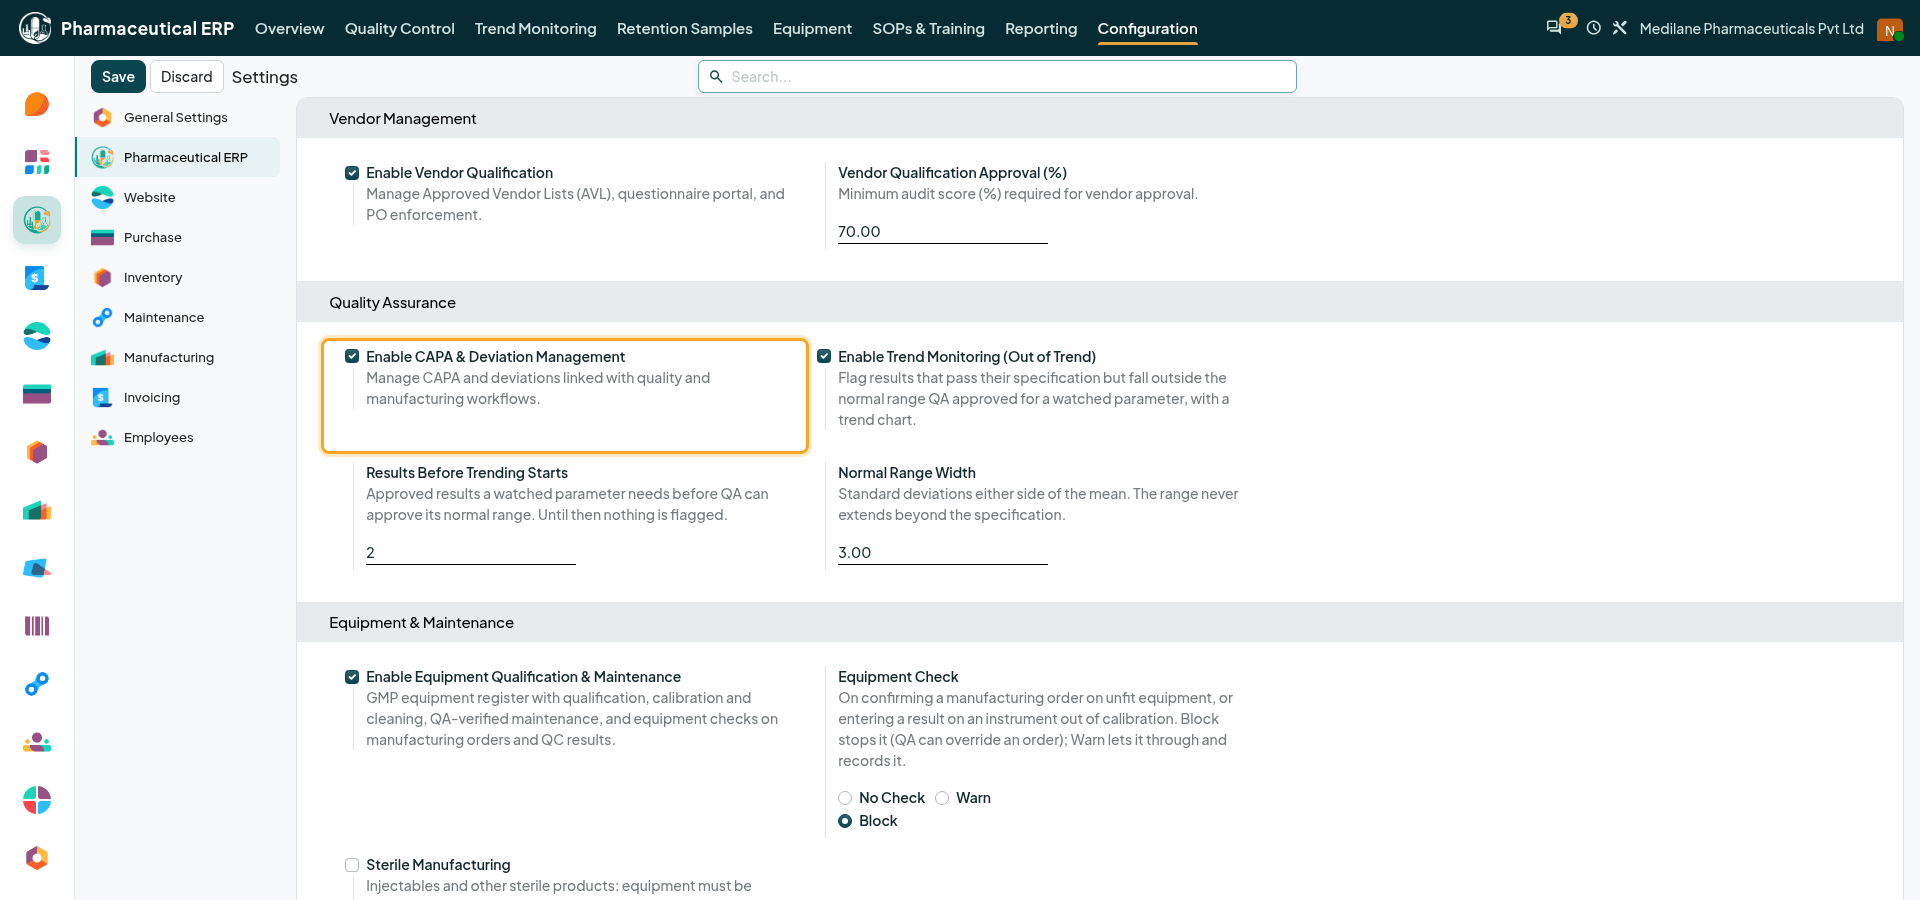 Pharmaceutical ERP Overview Quality Control Trend Monitoring Retention Samples Equipment SOPs & Training Reporting Configuration 3 Medilane Pharmaceuticals Pvt Ltd N
Save Discard Settings Search...
General Settings
Pharmaceutical ERP
Website
Purchase
Inventory
Maintenance
Manufacturing
Invoicing
Employees
Vendor Management
Enable Vendor Qualification
Manage Approved Vendor Lists (AVL), questionnaire portal, and
PO enforcement.
Vendor Qualification Approval (%)
Minimum audit score (%) required for vendor approval.
70.00
Quality Assurance
Enable CAPA & Deviation Management
Manage CAPA and deviations linked with quality and
manufacturing workflows.
Enable Trend Monitoring (Out of Trend)
Flag results that pass their specification but fall outside the
normal range QA approved for a watched parameter, with a
trend chart.
Results Before Trending Starts
Approved results a watched parameter needs before QA can
approve its normal range. Until then nothing is flagged.
2
Normal Range Width
Standard deviations either side of the mean. The range never
extends beyond the specification.
3.00
Equipment & Maintenance
Enable Equipment Qualification & Maintenance
GMP equipment register with qualification, calibration and
cleaning, QA-verified maintenance, and equipment checks on
manufacturing orders and QC results.
Equipment Check
On confirming a manufacturing order on unfit equipment, or
entering a result on an instrument out of calibration. Block
stops it (QA can override an order); Warn lets it through and
records it.
No Check Warn
Block
Sterile Manufacturing
Injectables and other sterile products: equipment must be